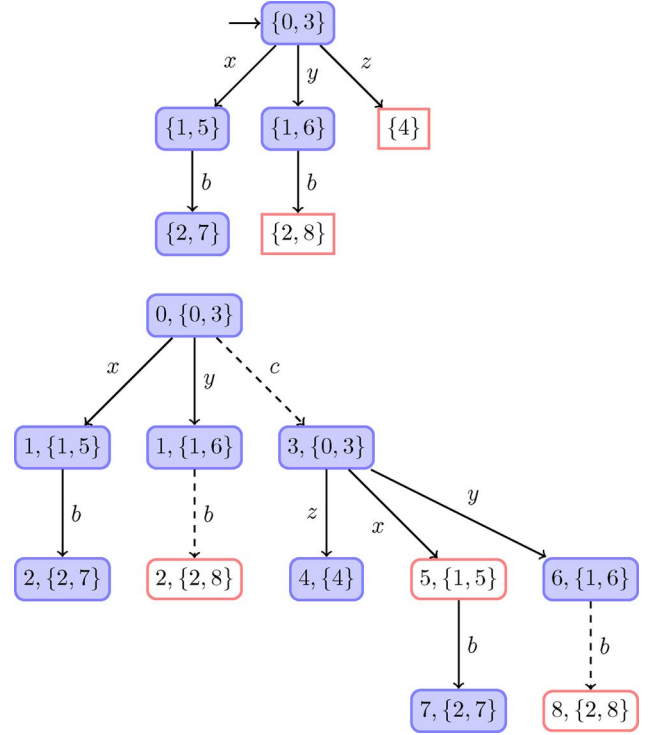 {0, 3}
x y z
{1, 5} {1, 6} {4}
b b
{2, 7} {2, 8}
0, {0, 3}
x y c
1, {1, 5} 1, {1, 6} 3, {0, 3}
b b z x y
2, {2, 7} 2, {2, 8} 4, {4} 5, {1, 5} 6, {1, 6}
b b
7, {2, 7} 8, {2, 8}